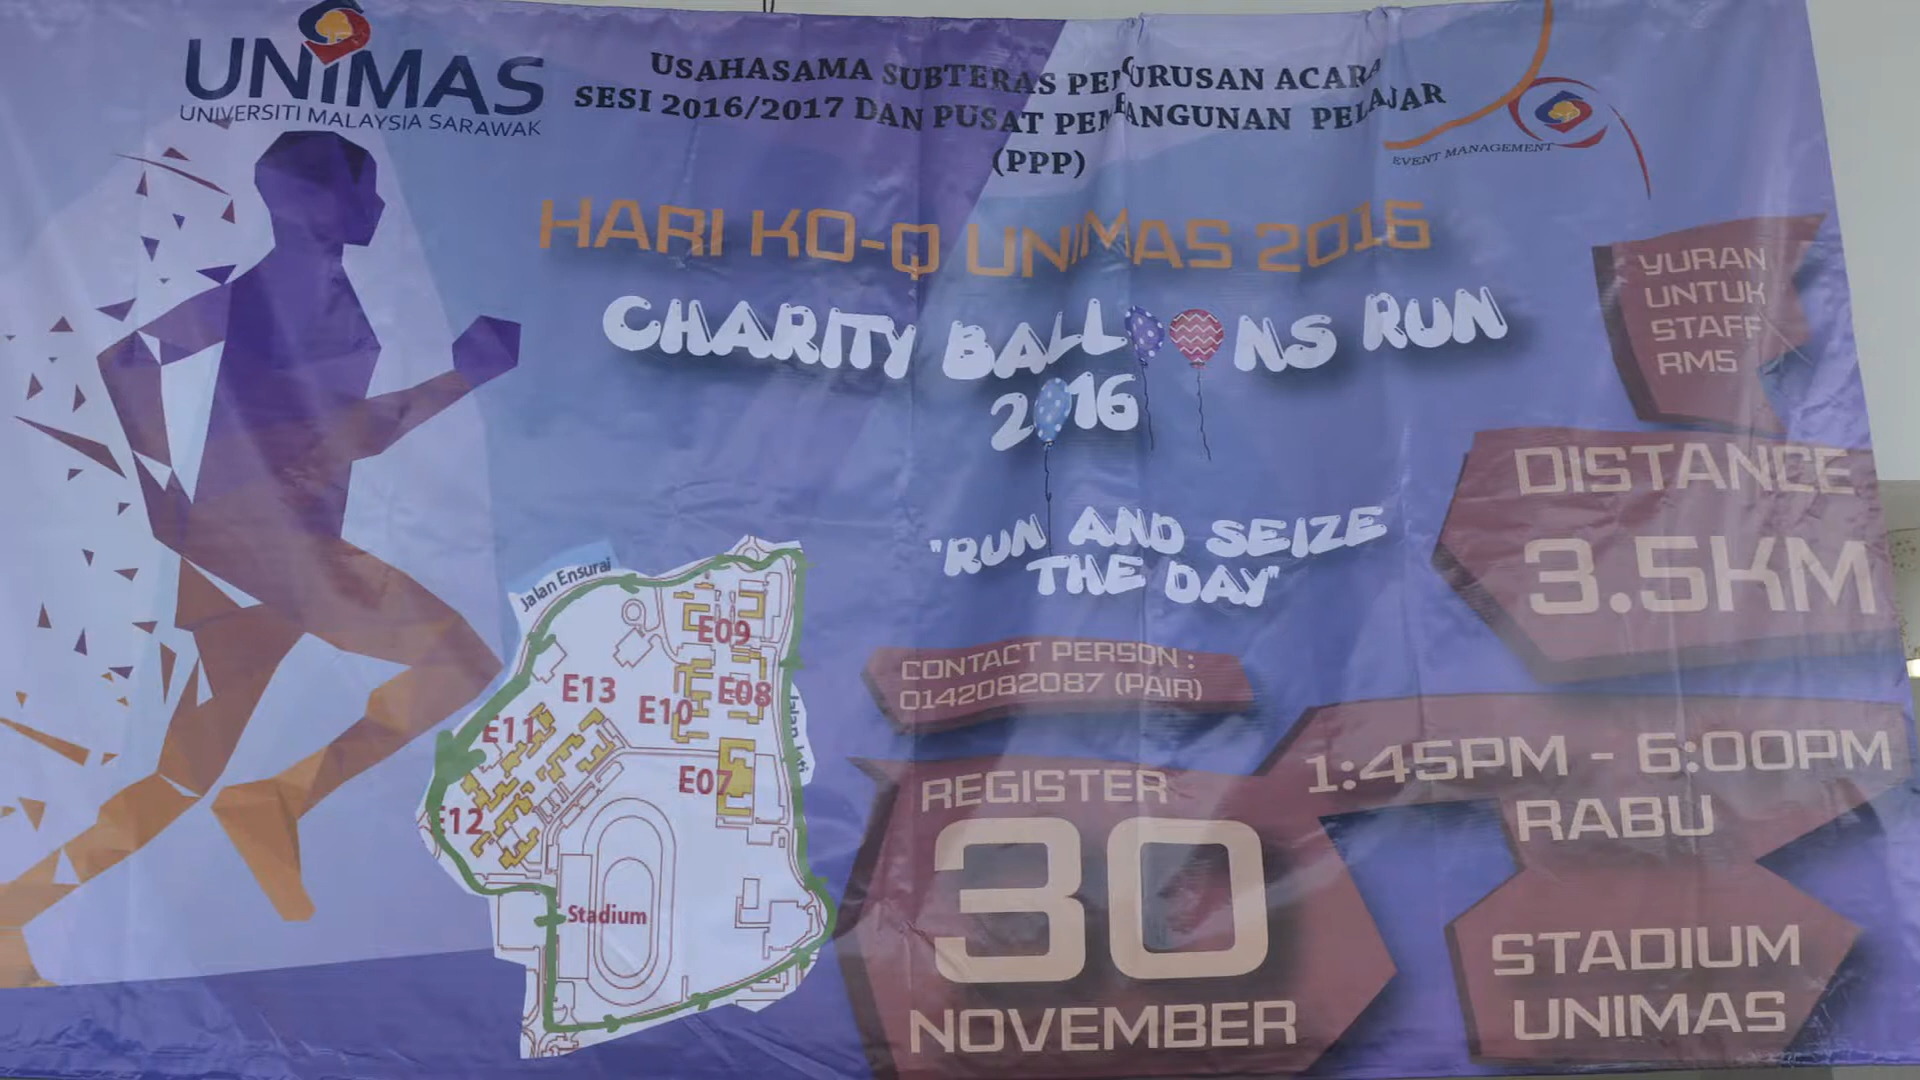 UNIMAS
UNIVERSITI MALAYSIA SARAWAK
USAHASAMA SUBTERAS PENGURUSAN ACARA
SESI 2016/2017 DAN PUSAT PEMBANGUNAN PELAJAR
(PPP)
EVENT MANAGEMENT
HARI KO-Q UNIMAS 2016
CHARITY BALLOONS RUN
2016
"RUN AND SEIZE
THE DAY"
YURAN
UNTUK
STAFF
RM5
DISTANCE
3.5KM
CONTACT PERSON :
0142082087 (PAIR)
REGISTER
30
NOVEMBER
1:45PM - 6:00PM
RABU
STADIUM
UNIMAS
Jalan Ensurai
E09
E13
E10
E08
E11
E07
E12
Stadium